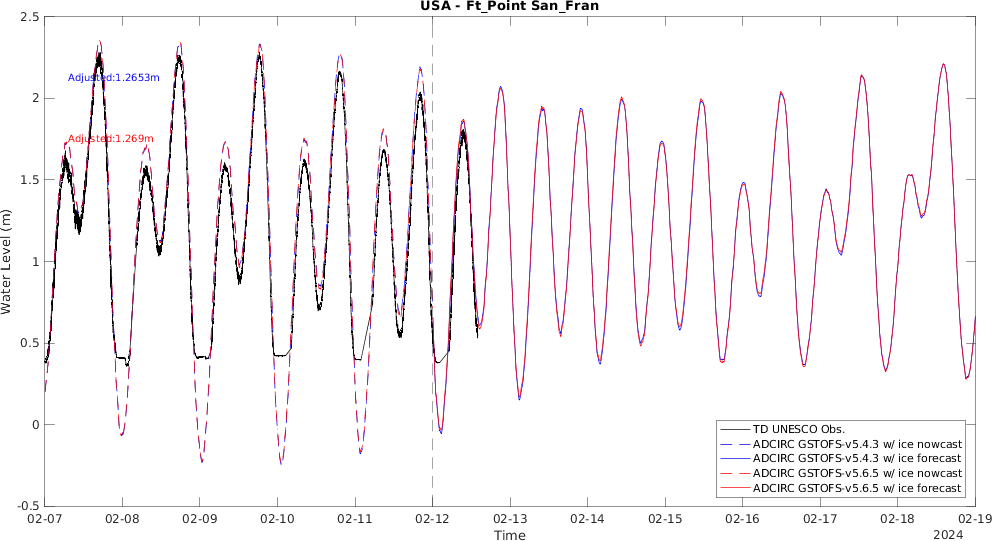 USA - Ft_Point San_Fran
2.5
2
1.5
1
0.5
0
-0.5
Water Level (m)
Adjusted:1.2653m
Adjusted:1.269m
TD UNESCO Obs.
ADCIRC GSTOFS-v5.4.3 w/ ice nowcast
ADCIRC GSTOFS-v5.4.3 w/ ice forecast
ADCIRC GSTOFS-v5.6.5 w/ ice nowcast
ADCIRC GSTOFS-v5.6.5 w/ ice forecast
02-07 02-08 02-09 02-10 02-11 02-12 02-13 02-14 02-15 02-16 02-17 02-18 02-19
Time
2024